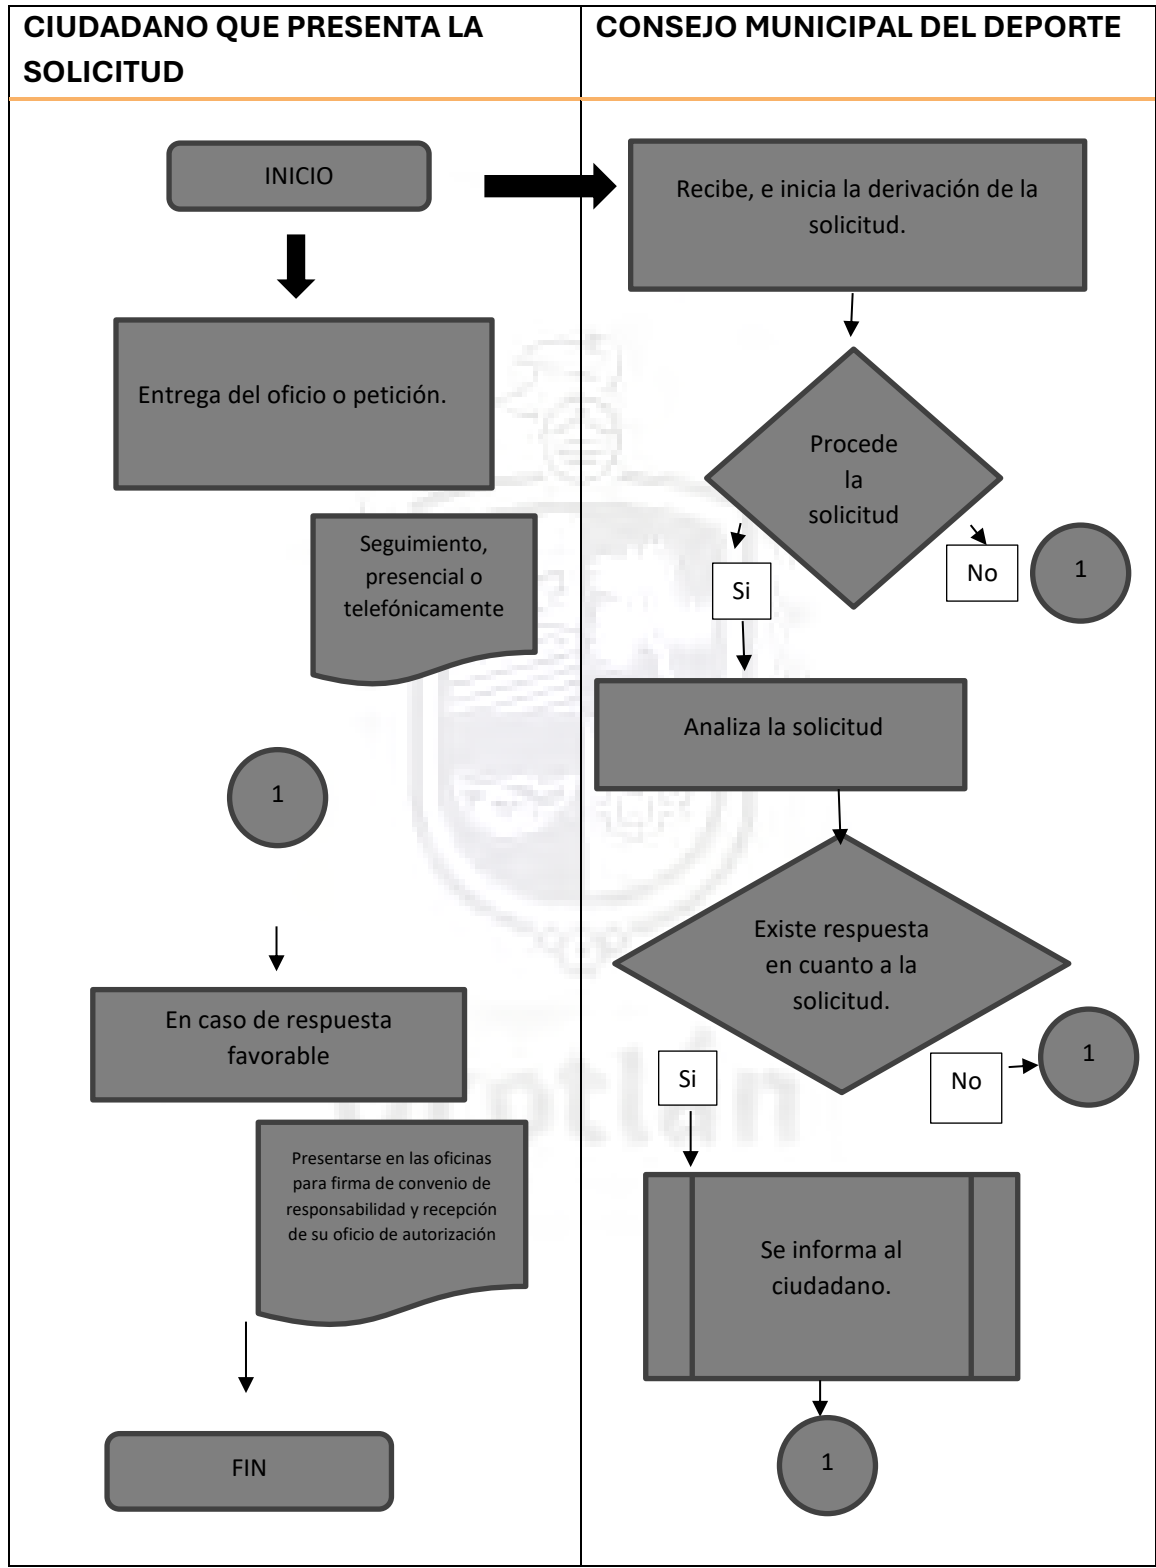 CIUDADANO QUE PRESENTA LA
SOLICITUD
CONSEJO MUNICIPAL DEL DEPORTE
INICIO
Entrega del oficio o petición.
Seguimiento,
presencial o
telefónicamente
1
En caso de respuesta
favorable
Presentarse en las oficinas
para firma de convenio de
responsabilidad y recepción
de su oficio de autorización
FIN
Recibe, e inicia la derivación de la
solicitud.
Procede
la
solicitud
Si
No
1
Analiza la solicitud
Existe respuesta
en cuanto a la
solicitud.
Si
No
1
Se informa al
ciudadano.
1